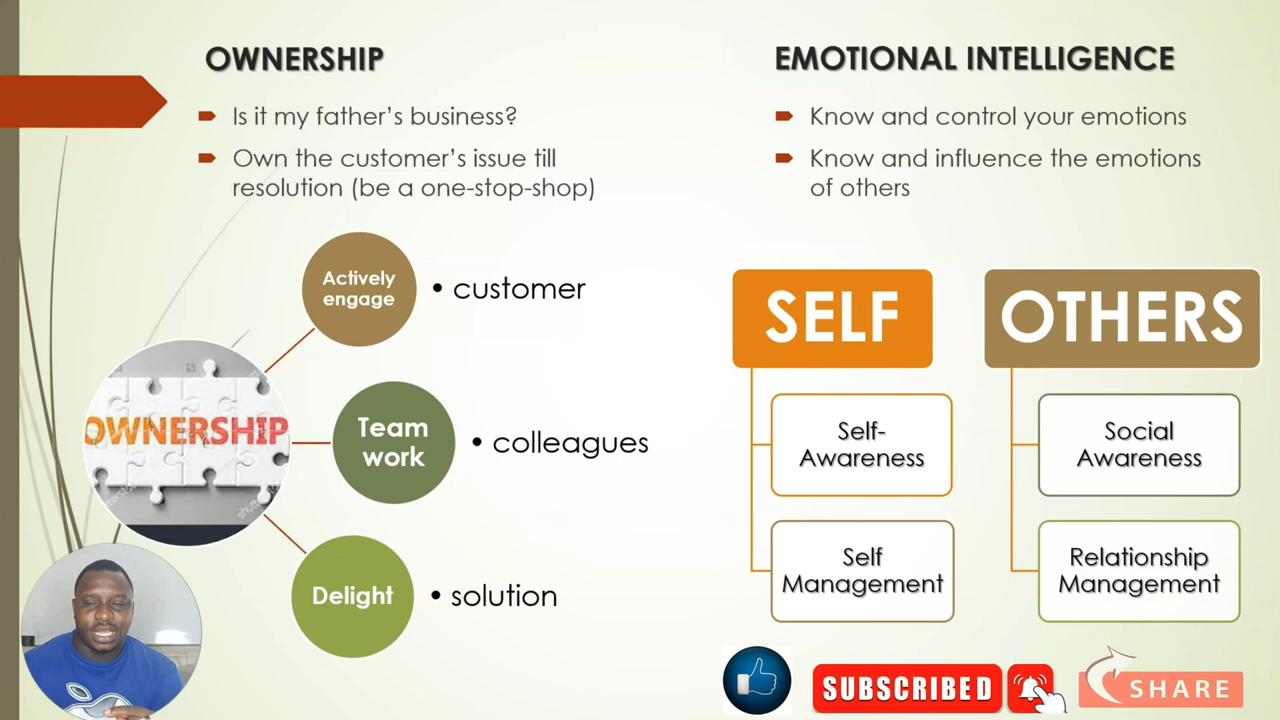 OWNERSHIP
Is it my father's business?
Own the customer's issue till
resolution (be a one-stop-shop)
Actively
engage
• customer
OWNERSHIP
Team
work
• colleagues
Delight
• solution
EMOTIONAL INTELLIGENCE
Know and control your emotions
Know and influence the emotions
of others
SELF
Self-
Awareness
Self
Management
OTHERS
Social
Awareness
Relationship
Management
SUBSCRIBED
SHARE